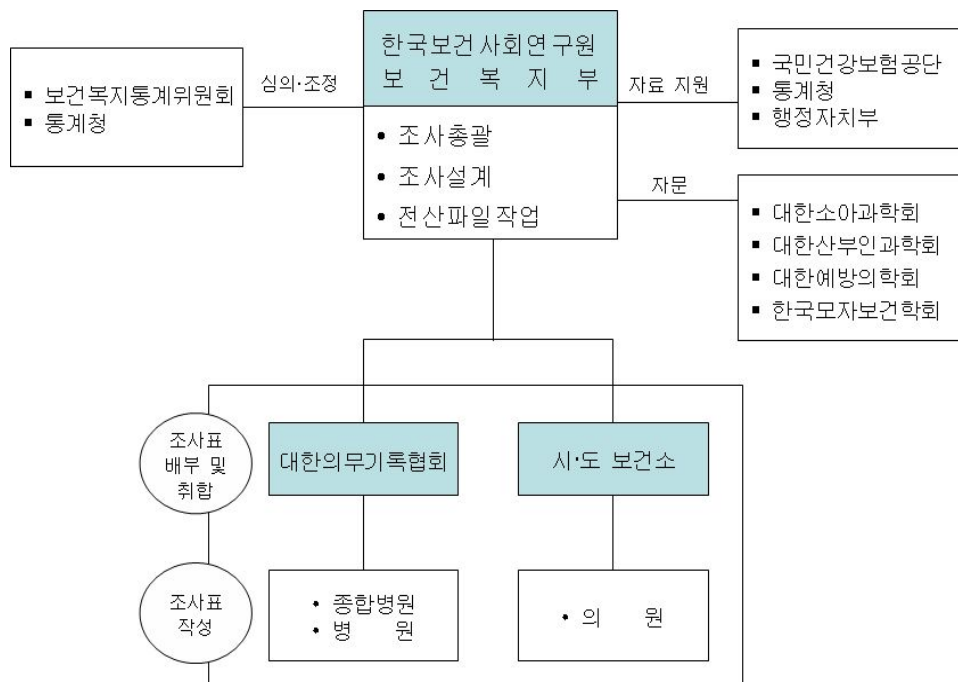 한국보건사회연구원
보 건 복 지 부
• 조사총괄
• 조사설계
• 전산파일작업
심의·조정
▪ 보건복지통계위원회
▪ 통계청
자료 지원
▪ 국민건강보험공단
▪ 통계청
▪ 행정자치부
자문
▪ 대한소아과학회
▪ 대한산부인과학회
▪ 대한예방의학회
▪ 한국모자보건학회
조사표
배부 및
취합
대한의무기록협회
시·도 보건소
조사표
작성
• 종합병원
• 병 원
• 의 원